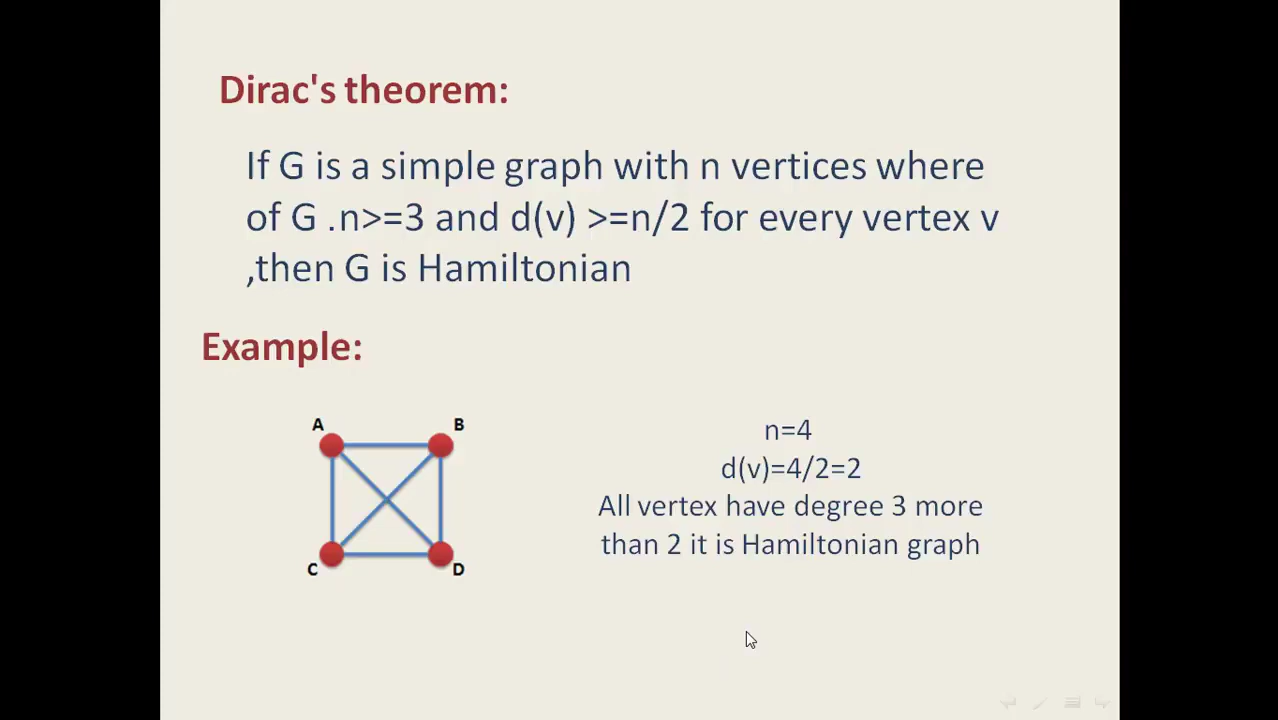 Dirac's theorem:
If G is a simple graph with n vertices where
of G .n>=3 and d(v) >=n/2 for every vertex v
,then G is Hamiltonian
Example:
A
B
C
D
n=4
d(v)=4/2=2
All vertex have degree 3 more
than 2 it is Hamiltonian graph